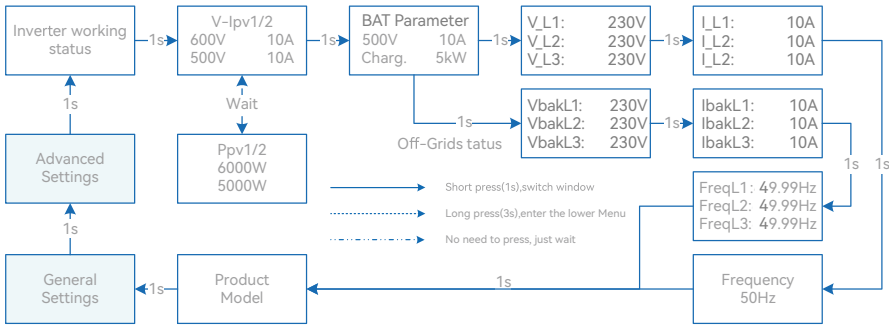 Inverter working
status
1s
V-Ipv1/2
600V 10A
500V 10A
1s
BAT Parameter
500V 10A
Charg. 5kW
1s
V_L1: 230V
V_L2: 230V
V_L3: 230V
1s
I_L1: 10A
I_L2: 10A
I_L2: 10A
1s
Wait
1s
VbakL1: 230V
VbakL2: 230V
VbakL3: 230V
1s
IbakL1: 10A
IbakL2: 10A
IbakL3: 10A
Off-Grids tatus
Advanced
Settings
Ppv1/2
6000W
5000W
1s
1s
Short press(1s),switch window
Long press(3s),enter the lower Menu
No need to press, just wait
FreqL1: 49.99Hz
FreqL2: 49.99Hz
FreqL3: 49.99Hz
1s
General
Settings
1s
Product
Model
1s
Frequency
50Hz